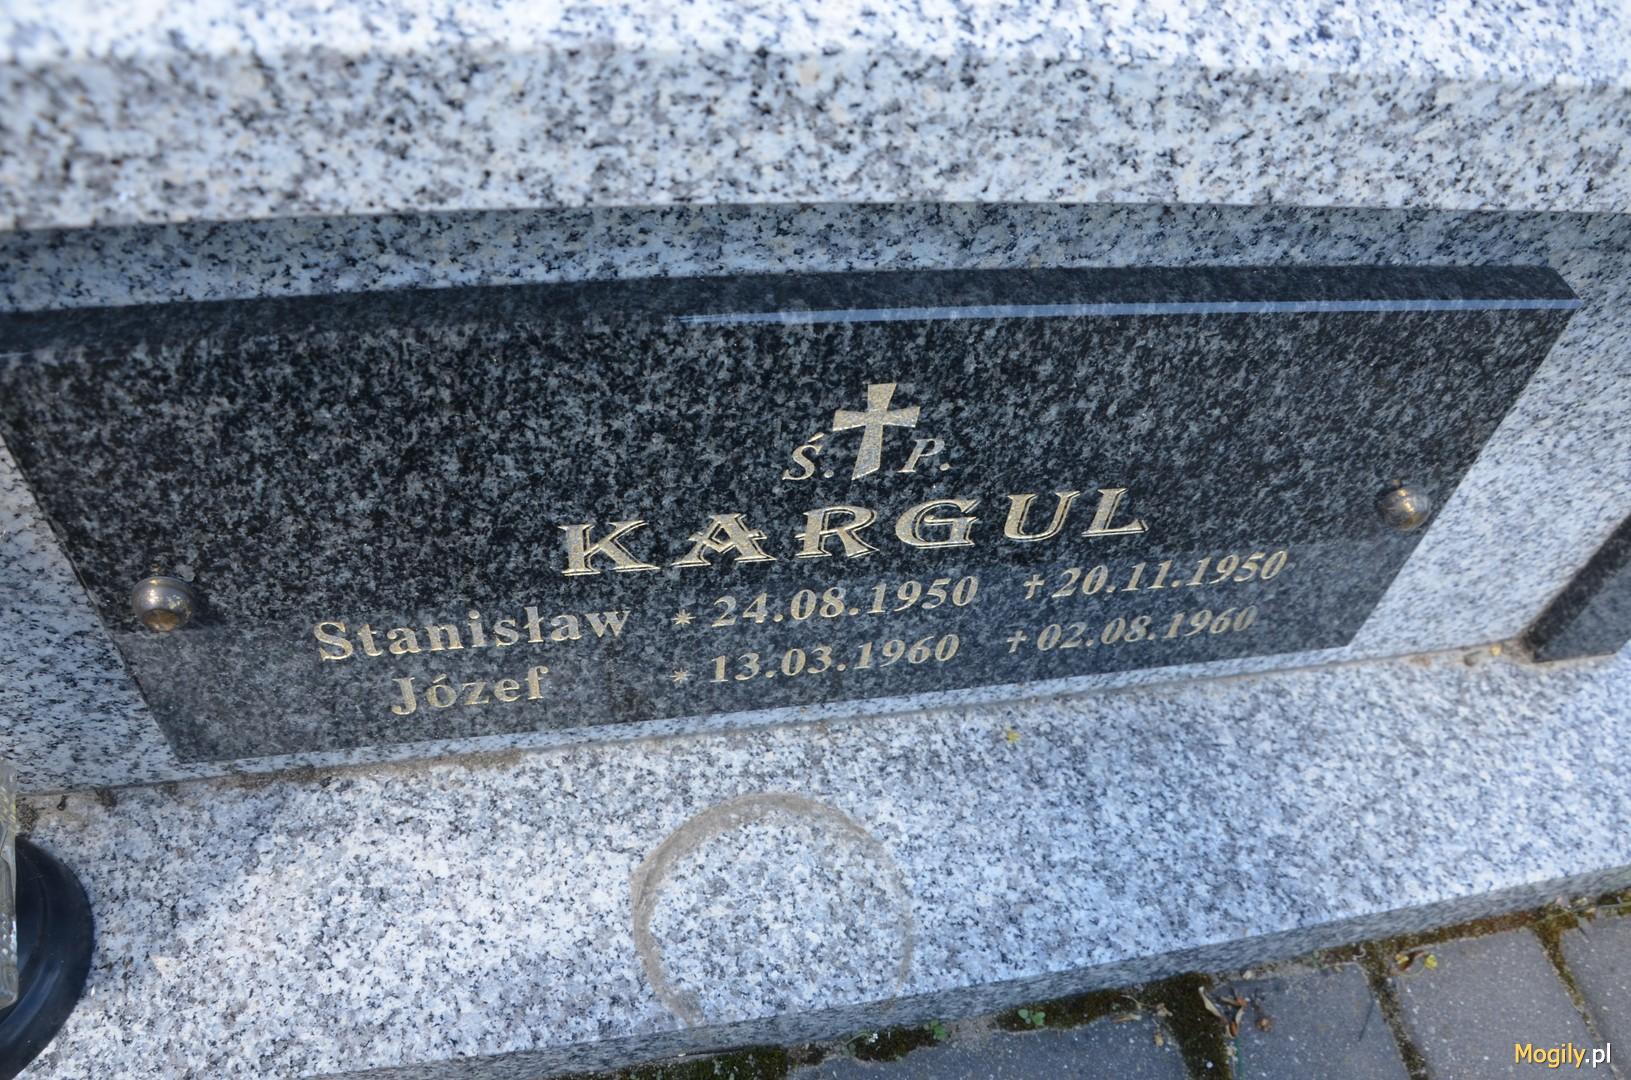 Ś. P.
KARGUL
Stanisław * 24.08.1950 ✝ 20.11.1950
Józef * 13.03.1960 ✝ 02.08.1960
Mogily.pl